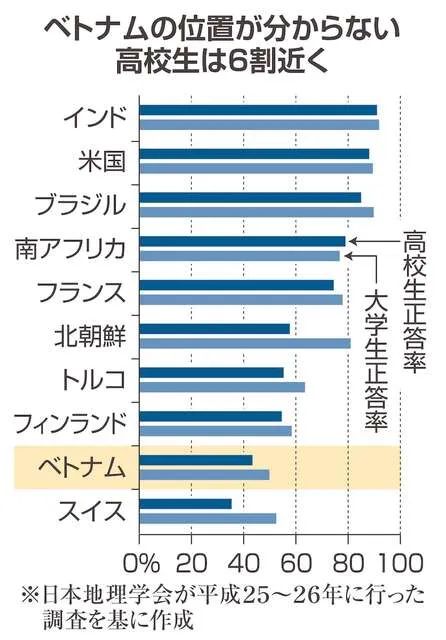 ベトナムの位置が分からない
高校生は6割近く
インド
米国
ブラジル
南アフリカ
フランス
北朝鮮
トルコ
フィンランド
ベトナム
スイス
高校生正答率
大学生正答率
0% 20 40 60 80 100
※日本地理学会が平成25〜26年に行った
調査を基に作成